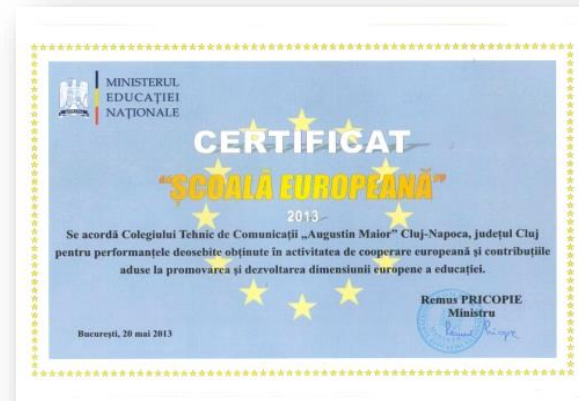 MINISTERUL
EDUCAȚIEI
NAȚIONALE
CERTIFICAT
"ȘCOALĂ EUROPEANĂ"
2013
Se acordă Colegiului Tehnic de Comunicații „Augustin Maior” Cluj-Napoca, județul Cluj
pentru performanțele deosebite obținute în activitatea de cooperare europeană și contribuțiile
aduse la promovarea și dezvoltarea dimensiunii europene a educației.
Remus PRICOPIE
Ministru
București, 20 mai 2013